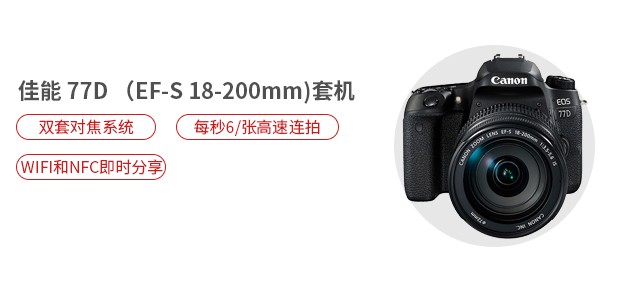 佳能 77D （EF-S 18-200mm)套机
双套对焦系统
每秒6/张高速连拍
WIFI和NFC即时分享
Canon
EOS
77D
CANON ZOOM LENS EF-S 18-200mm 1:3.5-5.6 IS
ø72mm
CANON INC.